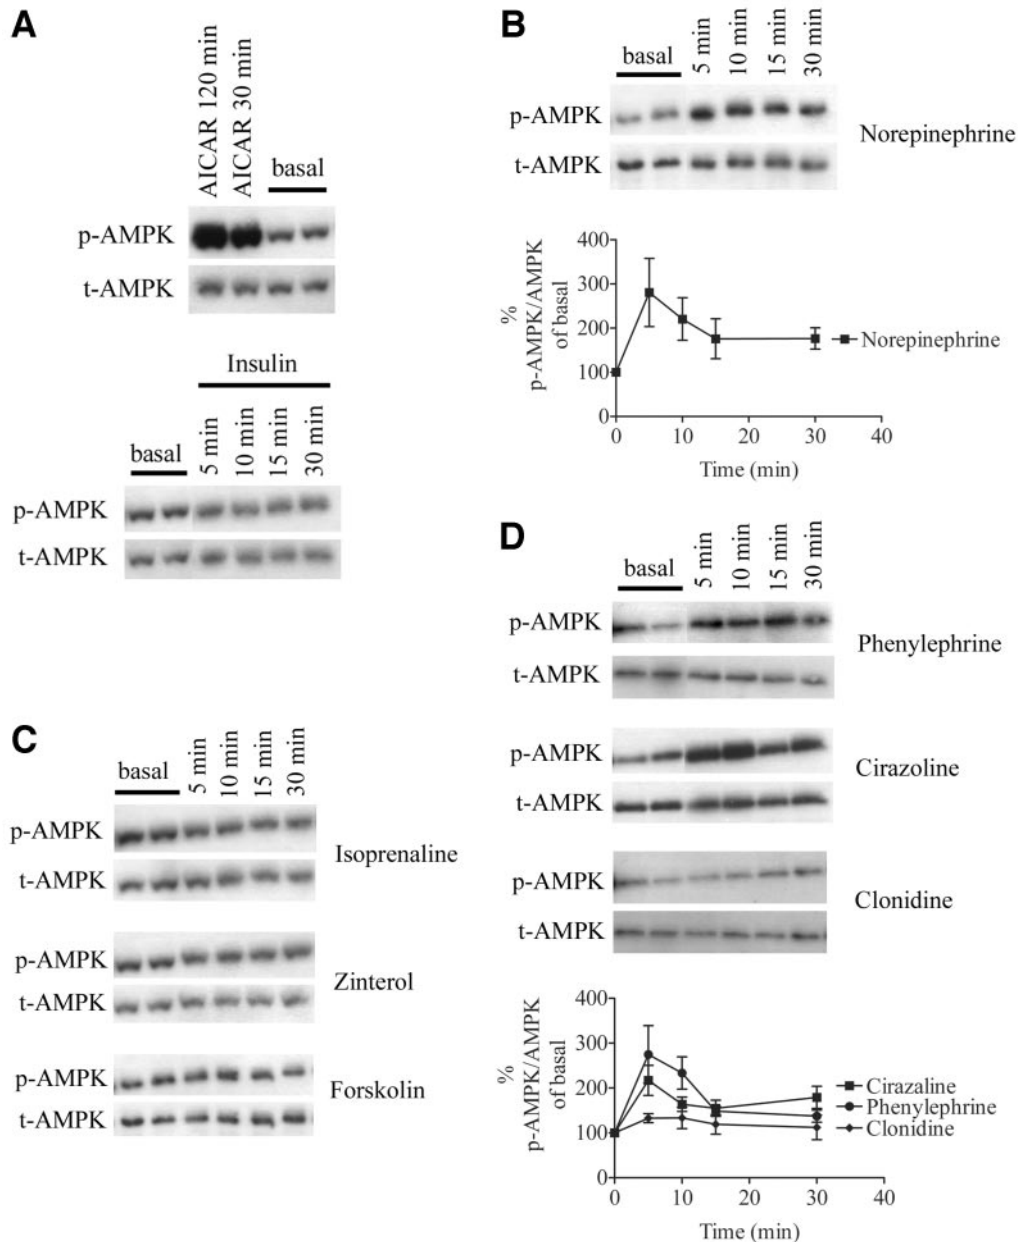 A
AICAR 120 min
AICAR 30 min
basal
p-AMPK
t-AMPK
Insulin
basal
5 min
10 min
15 min
30 min
p-AMPK
t-AMPK
B
basal
5 min
10 min
15 min
30 min
p-AMPK
t-AMPK
Norepinephrine
%
p-AMPK/AMPK
of basal
400
300
200
100
0
0 10 20 30 40
Time (min)
Norepinephrine
C
basal
5 min
10 min
15 min
30 min
p-AMPK
t-AMPK
Isoprenaline
p-AMPK
t-AMPK
Zinterol
p-AMPK
t-AMPK
Forskolin
D
basal
5 min
10 min
15 min
30 min
p-AMPK
t-AMPK
Phenylephrine
p-AMPK
t-AMPK
Cirazoline
p-AMPK
t-AMPK
Clonidine
%
p-AMPK/AMPK
of basal
400
300
200
100
0
0 10 20 30 40
Time (min)
Cirazaline
Phenylephrine
Clonidine